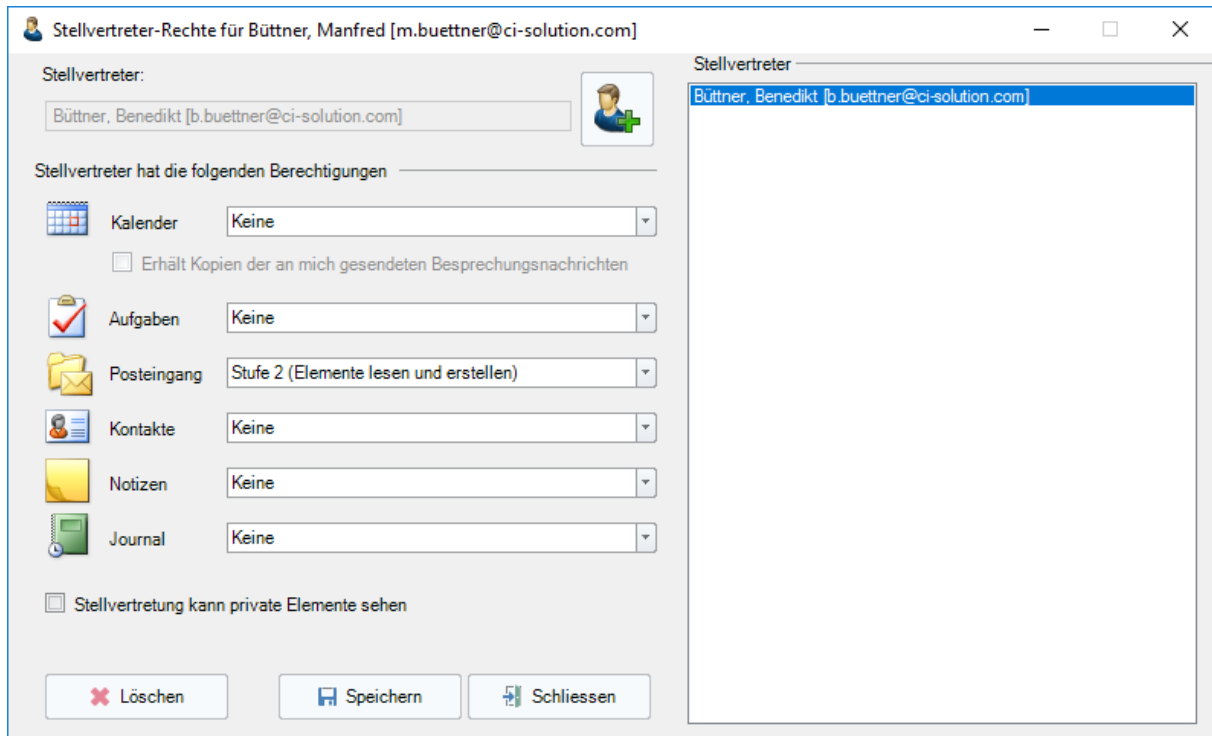 Stellvertreter-Rechte für Büttner, Manfred [m.buettner@ci-solution.com]
Stellvertreter:
Büttner, Benedikt [b.buettner@ci-solution.com]
Stellvertreter hat die folgenden Berechtigungen
Kalender Keine
Erhält Kopien der an mich gesendeten Besprechungsnachrichten
Aufgaben Keine
Posteingang Stufe 2 (Elemente lesen und erstellen)
Kontakte Keine
Notizen Keine
Journal Keine
Stellvertretung kann private Elemente sehen
Löschen Speichern Schliessen
Stellvertreter
Büttner, Benedikt [b.buettner@ci-solution.com]